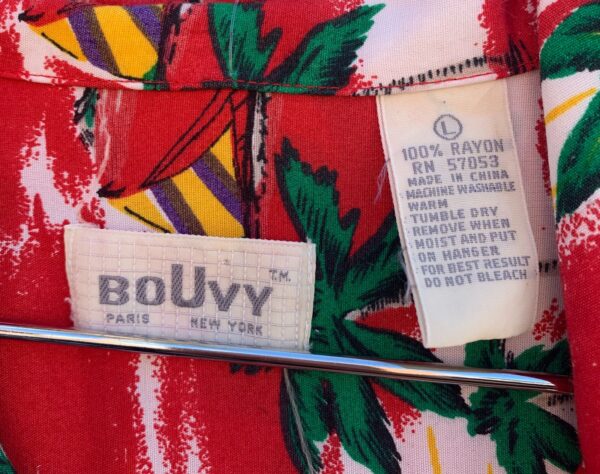 BOUVY T.M.
PARIS NEW YORK
L
100% RAYON
RN 57053
MADE IN CHINA
MACHINE WASHABLE
WARM
TUMBLE DRY
REMOVE WHEN
MOIST AND PUT
ON HANGER
FOR BEST RESULT
DO NOT BLEACH